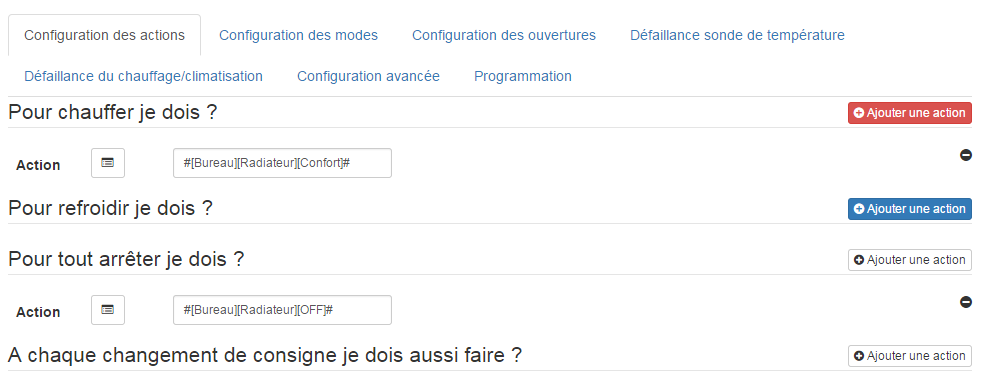 Configuration des actions Configuration des modes Configuration des ouvertures Défaillance sonde de température
Défaillance du chauffage/climatisation Configuration avancée Programmation
Pour chauffer je dois ? Ajouter une action
Action #[Bureau][Radiateur][Confort]#
Pour refroidir je dois ? Ajouter une action
Pour tout arrêter je dois ? Ajouter une action
Action #[Bureau][Radiateur][OFF]#
A chaque changement de consigne je dois aussi faire ? Ajouter une action